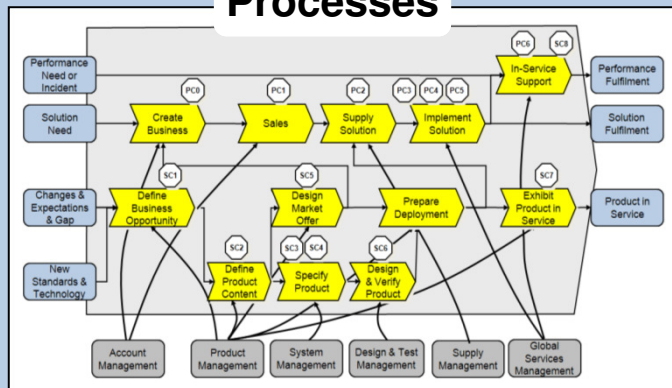 Processes
PC6
SC8
Performance
Need or
Incident
In-Service
Support
Performance
Fulfilment
PC0
PC1
PC2
PC3
PC4
PC5
Solution
Need
Create
Business
Sales
Supply
Solution
Implement
Solution
Solution
Fulfilment
SC1
SC5
SC7
Changes &
Expectations
& Gap
Define
Business
Opportunity
Design
Market
Offer
Prepare
Deployment
Exhibit
Product in
Service
Product in
Service
SC2
SC3
SC4
SC6
New
Standards &
Technology
Define
Product
Content
Specify
Product
Design
& Verify
Product
Account
Management
Product
Management
System
Management
Design & Test
Management
Supply
Management
Global
Services
Management